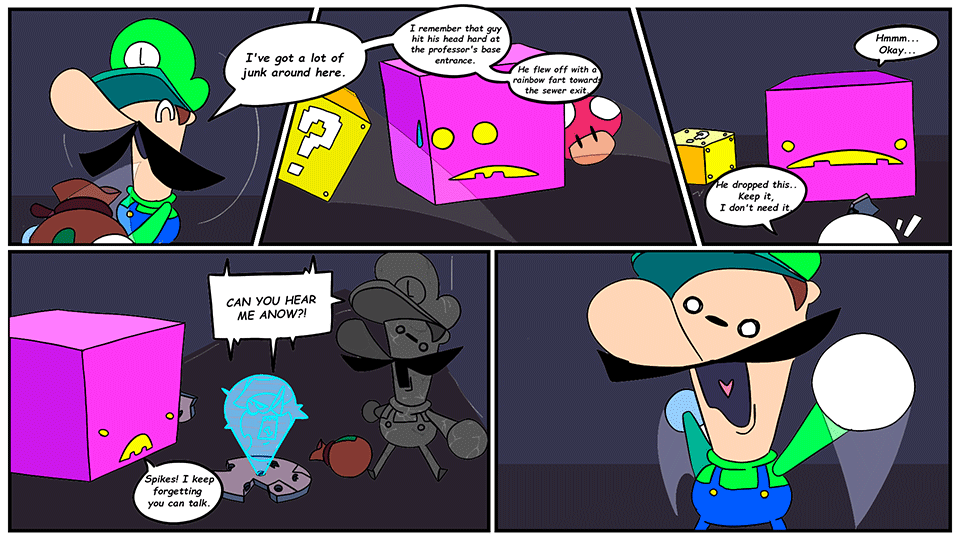 L
I've got a lot of
junk around here.
I remember that guy
hit his head hard at
the professor's base
entrance.
He flew off with a
rainbow fart toward
the sewer exit.
?
Hmmm...
Okay...
?
He dropped this..
Keep it,
I don't need it.
CAN YOU HEAR
ME ANOW?!
L
Spikes! I keep
forgetting
you can talk.